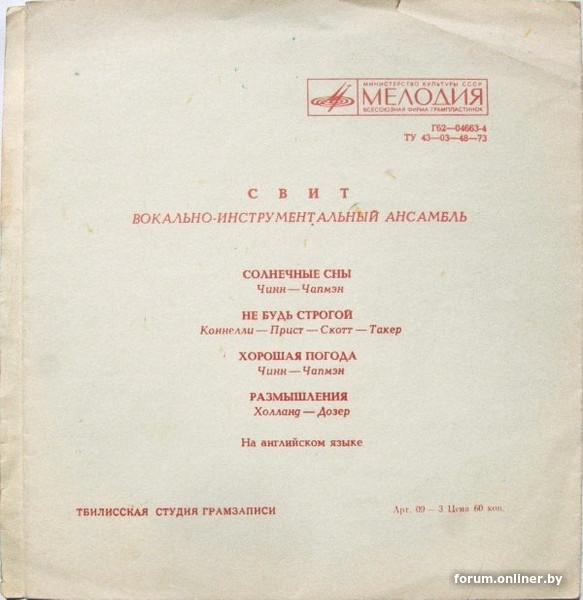 МИНИСТЕРСТВО КУЛЬТУРЫ СССР
МЕЛОДИЯ
ВСЕСОЮЗНАЯ ФИРМА ГРАМПЛАСТИНОК
Г62—04663-4
ТУ 43—03—48—73
СВИТ
ВОКАЛЬНО-ИНСТРУМЕНТАЛЬНЫЙ АНСАМБЛЬ
СОЛНЕЧНЫЕ СНЫ
Чинн—Чапмэн
НЕ БУДЬ СТРОГОЙ
Коннелли—Прист—Скотт—Такер
ХОРОШАЯ ПОГОДА
Чинн—Чапмэн
РАЗМЫШЛЕНИЯ
Холланд—Дозер
На английском языке
ТБИЛИССКАЯ СТУДИЯ ГРАМЗАПИСИ
Арт. 09 — 3 Цена 60 коп.
forum.onliner.by